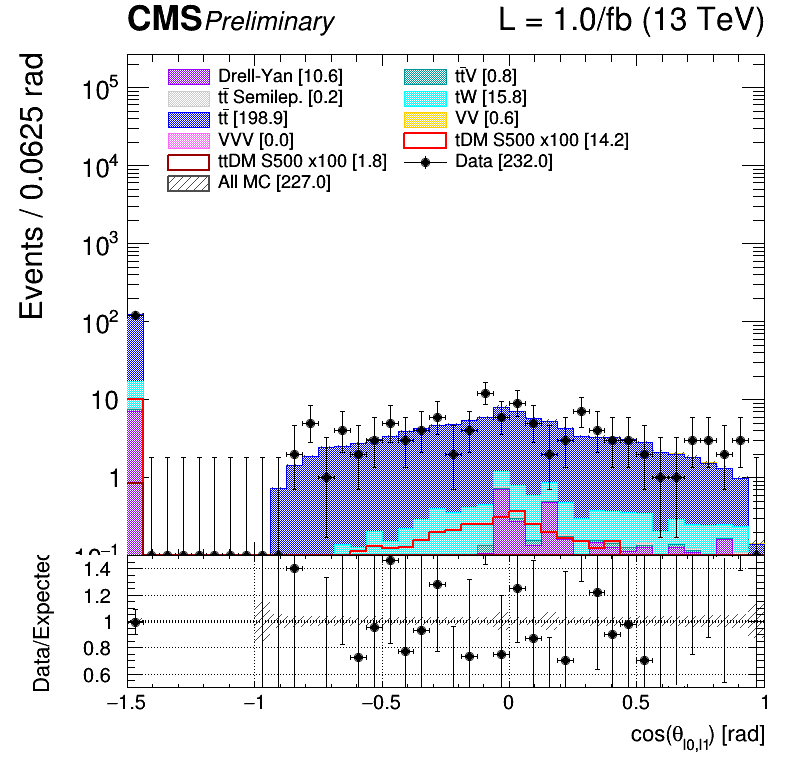 CMS Preliminary L = 1.0/fb (13 TeV)
Events / 0.0625 rad
10⁵
10⁴
10³
10²
10
1
10⁻¹
Drell-Yan [10.6]
tt̄ Semilep. [0.2]
tt̄ [198.9]
VVV [0.0]
ttDM S500 x100 [1.8]
All MC [227.0]
tt̄V [0.8]
tW [15.8]
VV [0.6]
tDM S500 x100 [14.2]
Data [232.0]
Data/Expected
1.4
1.2
1.0
0.8
0.6
−1.5 −1 −0.5 0 0.5 1
cos(θ_l0,l1) [rad]